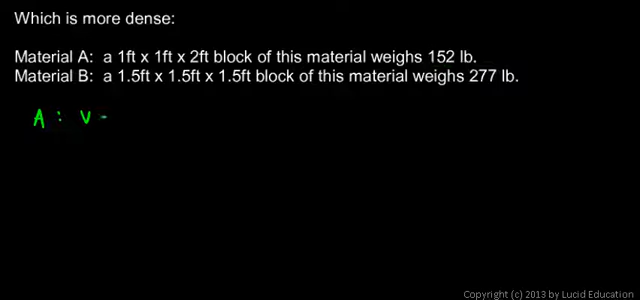 Which is more dense:
Material A: a 1ft x 1ft x 2ft block of this material weighs 152 lb.
Material B: a 1.5ft x 1.5ft x 1.5ft block of this material weighs 277 lb.
A : V -
Copyright (c) 2013 by Lucid Education